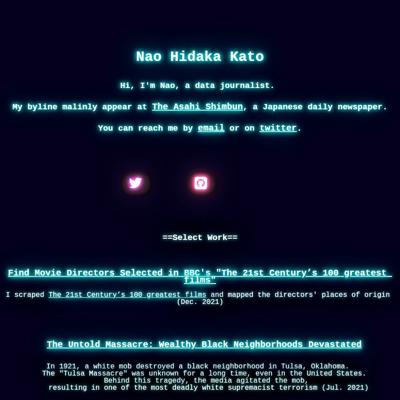 Nao Hidaka Kato
Hi, I'm Nao, a data journalist.
My byline malinly appear at The Asahi Shimbun, a Japanese daily newspaper.
You can reach me by email or on twitter.
==Select Work==
Find Movie Directors Selected in BBC's "The 21st Century’s 100 greatest
films"
I scraped The 21st Century’s 100 greatest films and mapped the directors' places of origin
(Dec. 2021)
The Untold Massacre: Wealthy Black Neighborhoods Devastated
In 1921, a white mob destroyed a black neighborhood in Tulsa, Oklahoma.
The "Tulsa Massacre" was unknown for a long time, even in the United States.
Behind this tragedy, the media agitated the mob,
resulting in one of the most deadly white supremacist terrorism (Jul. 2021)